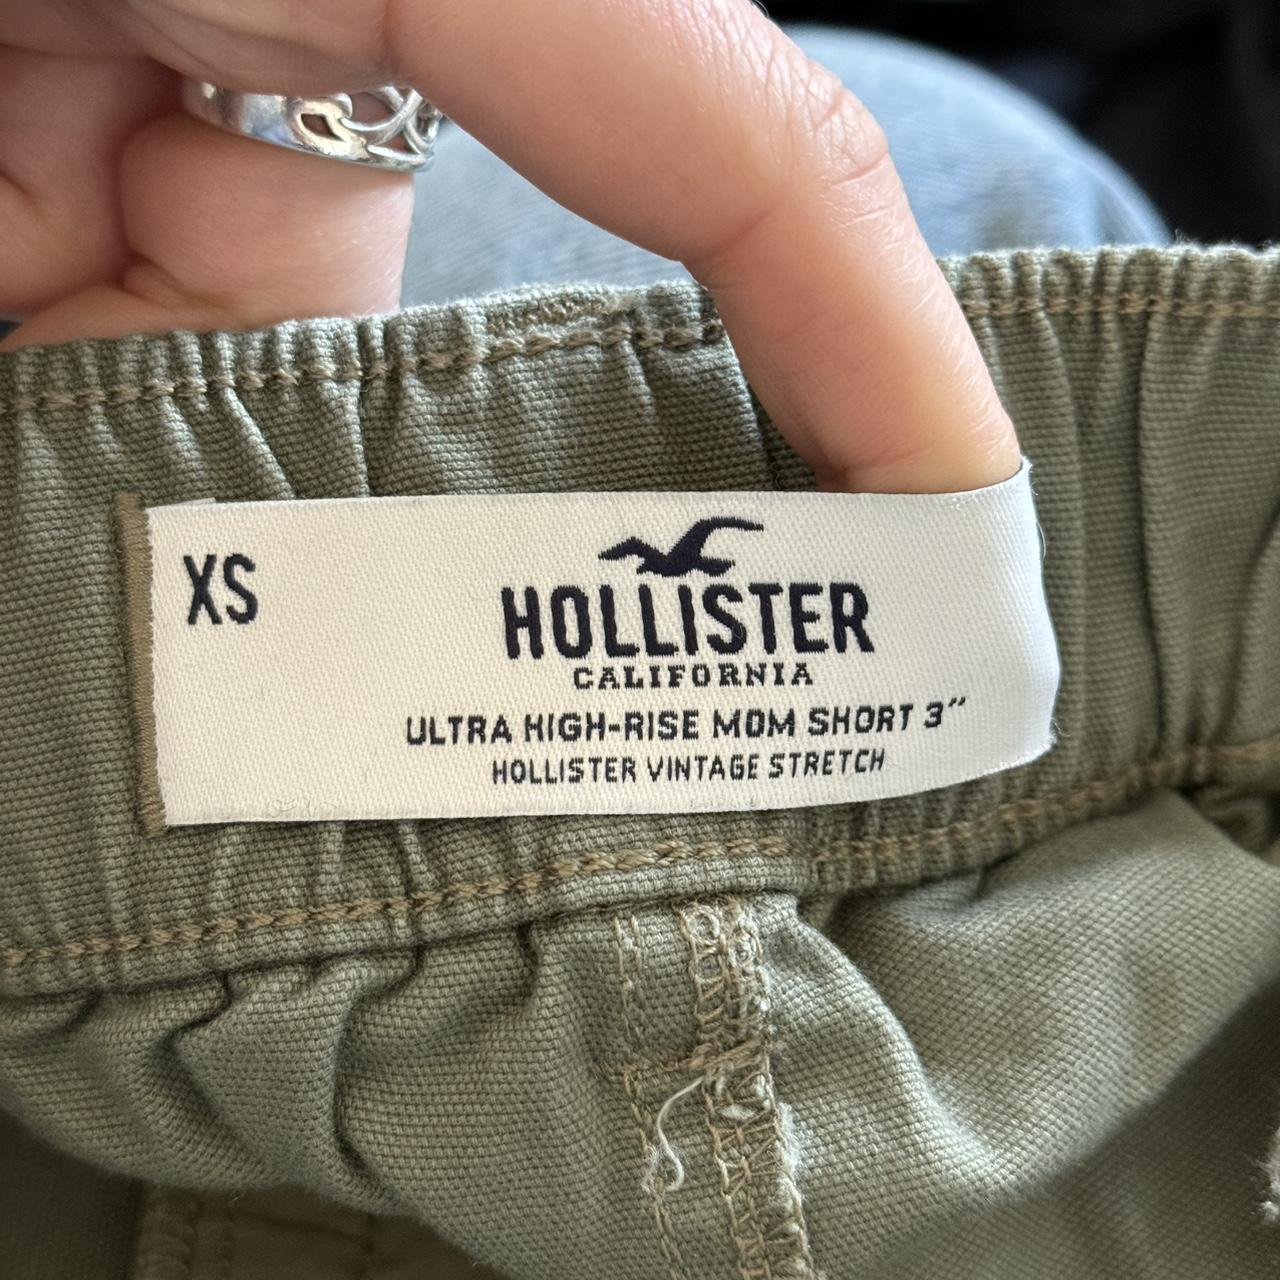 XS
HOLLISTER
CALIFORNIA
ULTRA HIGH-RISE MOM SHORT 3"
HOLLISTER VINTAGE STRETCH